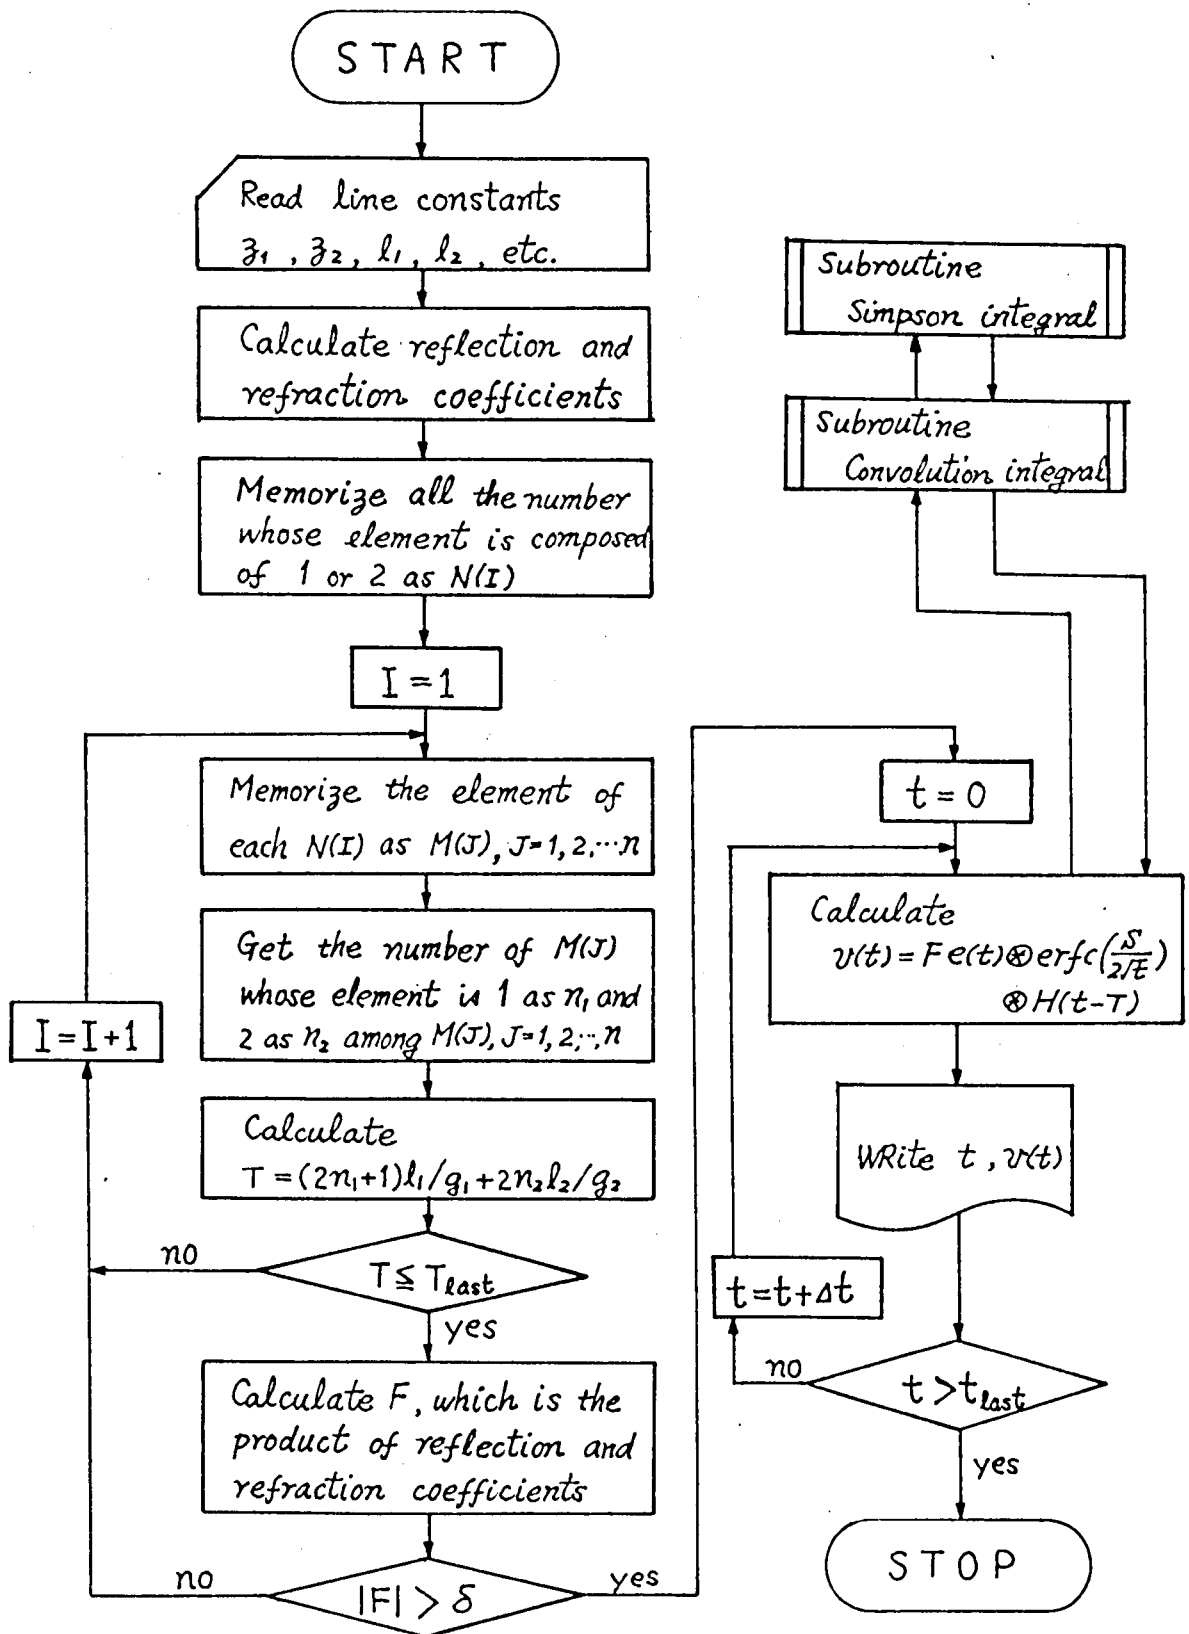 START
Read line constants
z₁, z₂, l₁, l₂, etc.
Calculate reflection and
refraction coefficients
Memorize all the number
whose element is composed
of 1 or 2 as N(I)
I = 1
Memorize the element of
each N(I) as M(J), J=1, 2, ⋯ n
Get the number of M(J)
whose element is 1 as n₁ and
2 as n₂ among M(J), J=1, 2, ⋯, n
I = I+1
Calculate
T = (2n₁+1)l₁/g₁+2n₂l₂/g₂
no
T ≦ T_last
yes
Calculate F, which is the
product of reflection and
refraction coefficients
no
|F| > δ
yes
Subroutine
Simpson integral
Subroutine
Convolution integral
t = 0
Calculate
v(t) = F e(t) ⊗ erfc(S/2√t)
⊗ H(t-T)
WRite t, v(t)
t = t+Δt
no
t > t_last
yes
STOP